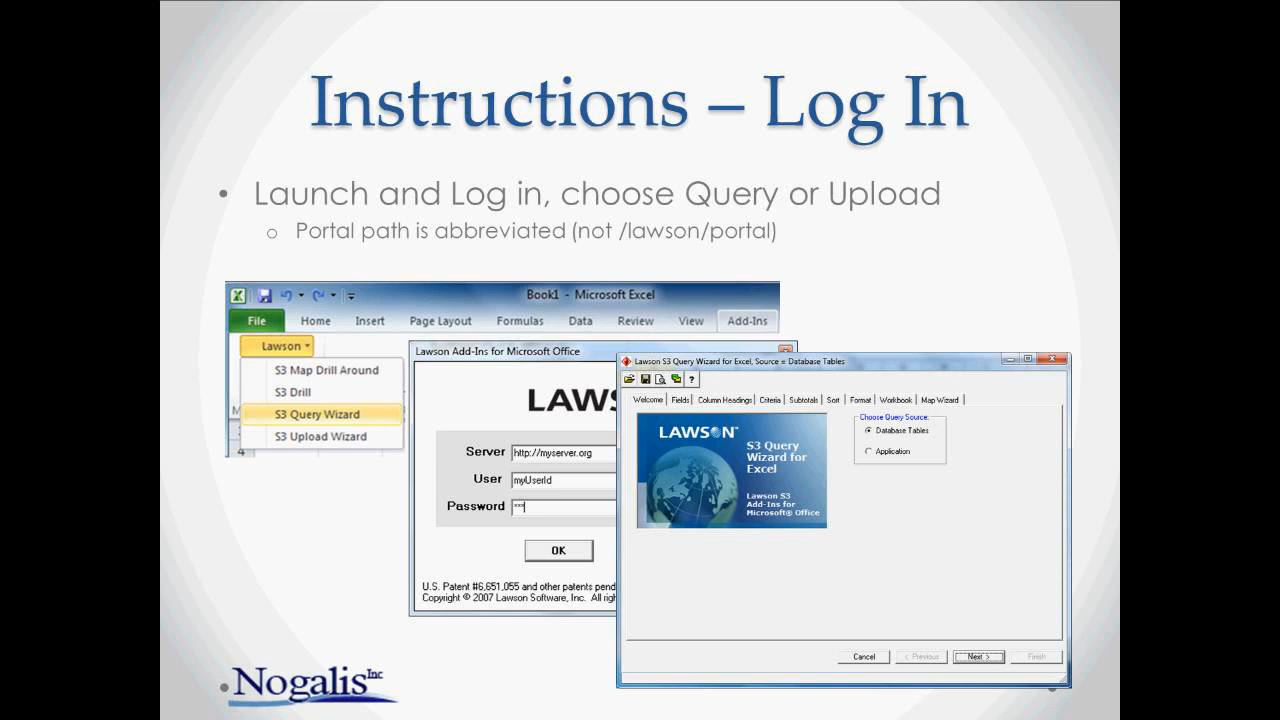 Instructions – Log In
• Launch and Log in, choose Query or Upload
o Portal path is abbreviated (not /lawson/portal)
Book1 - Microsoft Excel
File Home Insert Page Layout Formulas Data Review View Add-Ins
Lawson
S3 Map Drill Around
S3 Drill
S3 Query Wizard
S3 Upload Wizard
4
Lawson Add-Ins for Microsoft Office
LAWS
Server http://myserver.org
User myUserId
Password ***
OK
U.S. Patent #6,651,055 and other patents pend
Copyright © 2007 Lawson Software, Inc. All righ
Lawson S3 Query Wizard for Excel, Source = Database Tables
?
Welcome Fields Column Headings Criteria Subtotals Sort Format Workbook Map Wizard
LAWSON™
S3 Query
Wizard for
Excel
Lawson S3
Add-Ins for
Microsoft® Office
Choose Query Source:
Database Tables
Application
Cancel < Previous Next > Finish
Nogalis Inc